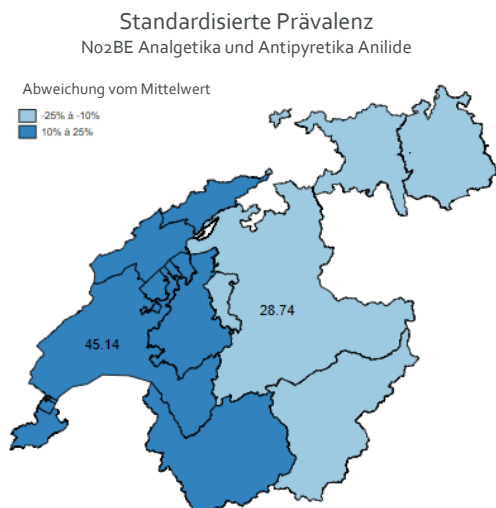 Standardisierte Prävalenz
N02BE Analgetika und Antipyretika Anilide
Abweichung vom Mittelwert
-25% à -10%
10% à 25%
28.74
45.14